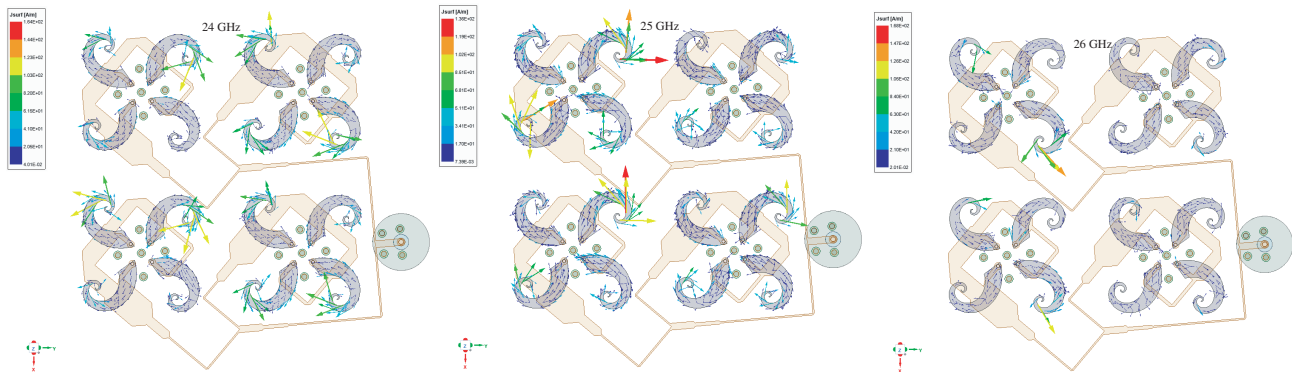 Jsurf [A/m]
1.64E+02
1.44E+02
1.23E+02
1.03E+02
8.20E+01
6.15E+01
4.10E+01
2.05E+01
4.01E-02
24 GHz
Z
Y
X
Jsurf [A/m]
1.36E+02
1.19E+02
1.02E+02
8.51E+01
6.81E+01
5.11E+01
3.41E+01
1.70E+01
7.39E-03
25 GHz
Z
Y
X
Jsurf [A/m]
1.68E+02
1.47E+02
1.26E+02
1.05E+02
8.40E+01
6.30E+01
4.20E+01
2.10E+01
2.01E-02
26 GHz
Z
Y
X